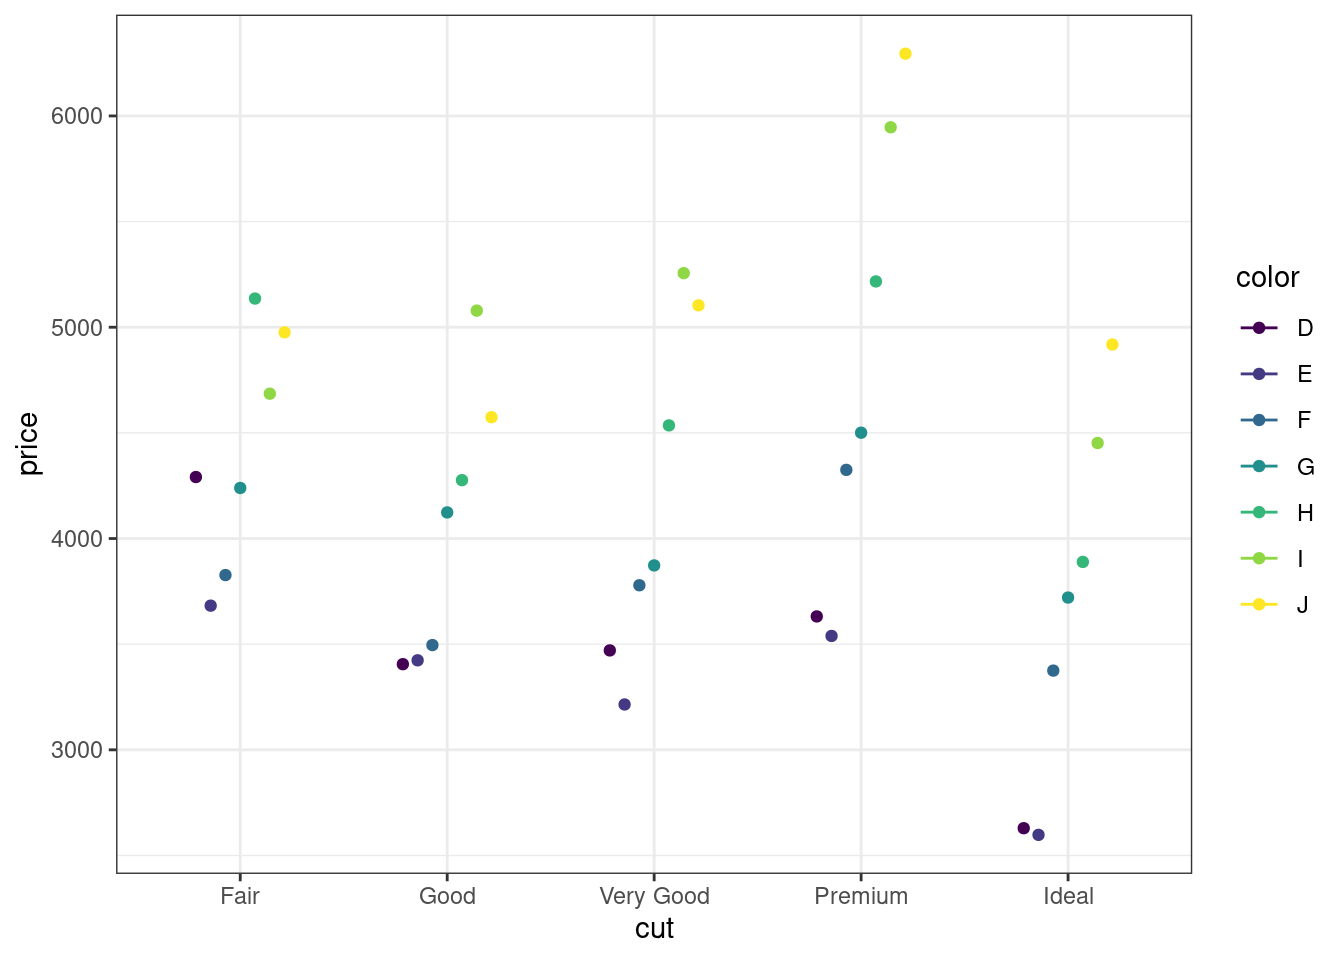 6000
5000
4000
3000
price
Fair
Good
Very Good
Premium
Ideal
cut
color
D
E
F
G
H
I
J